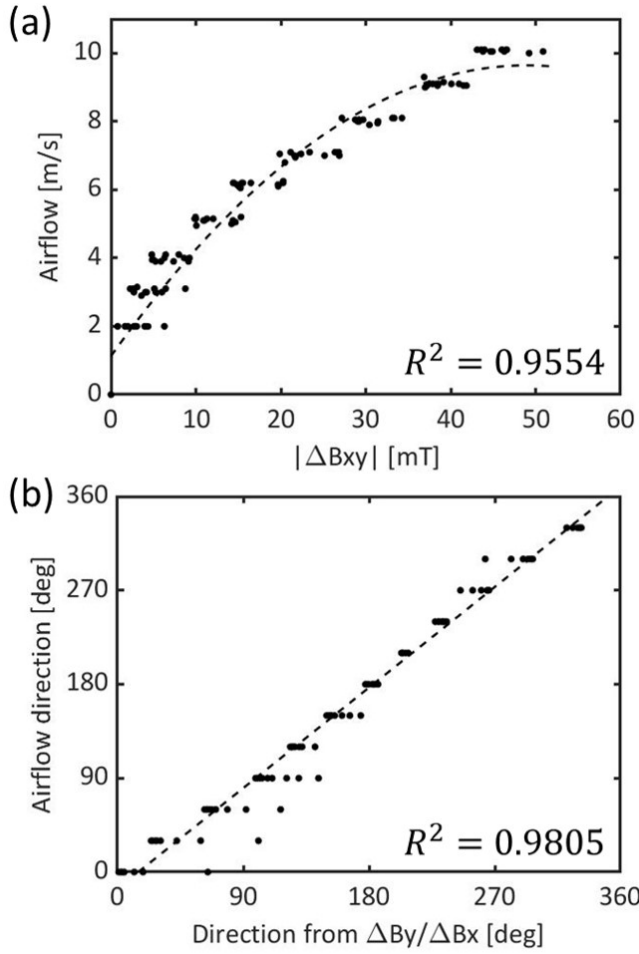 (a)
Airflow [m/s]
10
8
6
4
2
0
R² = 0.9554
0 10 20 30 40 50 60
|ΔBxy| [mT]
(b)
Airflow direction [deg]
360
270
180
90
0
R² = 0.9805
0 90 180 270 360
Direction from ΔBy/ΔBx [deg]